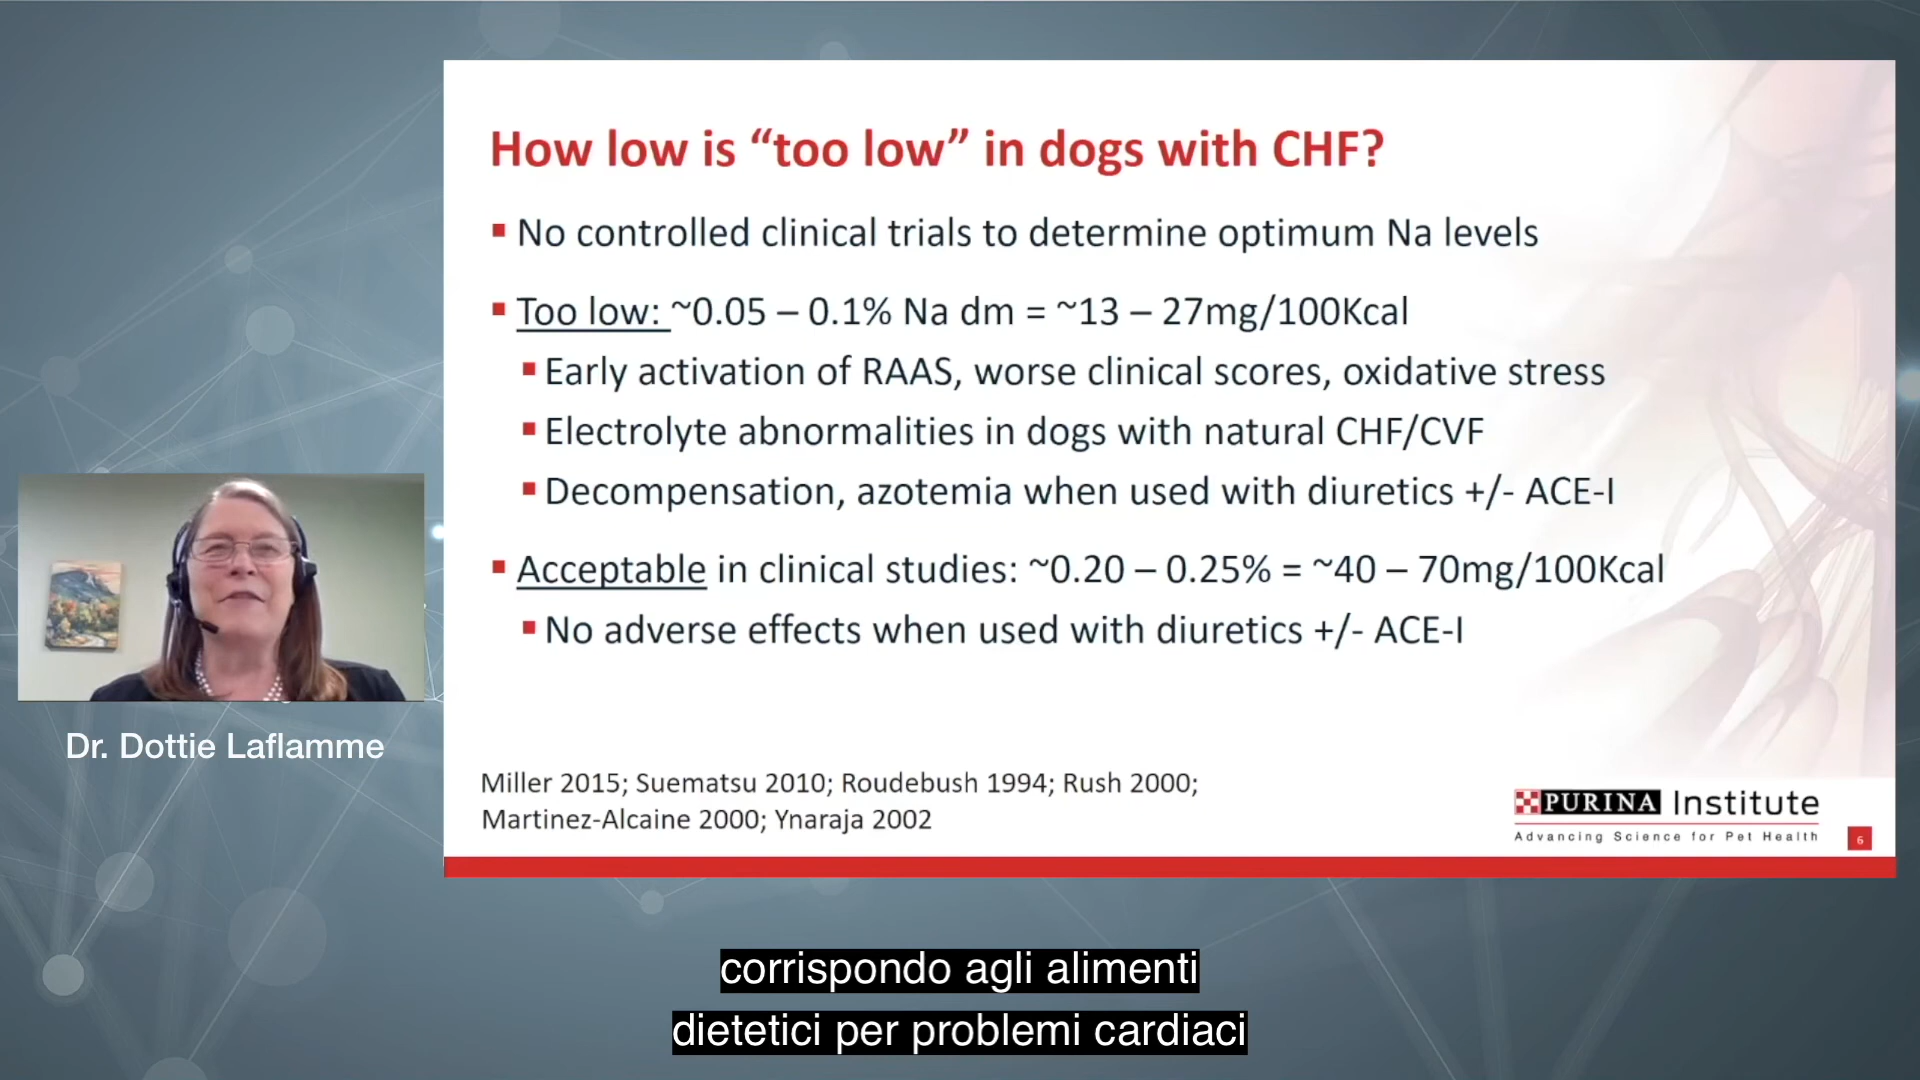 How low is “too low” in dogs with CHF?
▪ No controlled clinical trials to determine optimum Na levels
▪ Too low: ~0.05 – 0.1% Na dm = ~13 – 27mg/100Kcal
▪ Early activation of RAAS, worse clinical scores, oxidative stress
▪ Electrolyte abnormalities in dogs with natural CHF/CVF
▪ Decompensation, azotemia when used with diuretics +/- ACE-I
▪ Acceptable in clinical studies: ~0.20 – 0.25% = ~40 – 70mg/100Kcal
▪ No adverse effects when used with diuretics +/- ACE-I
Dr. Dottie Laflamme
Miller 2015; Suematsu 2010; Roudebush 1994; Rush 2000;
Martinez-Alcaine 2000; Ynaraja 2002
PURINA Institute
Advancing Science for Pet Health
6
corrispondo agli alimenti
dietetici per problemi cardiaci